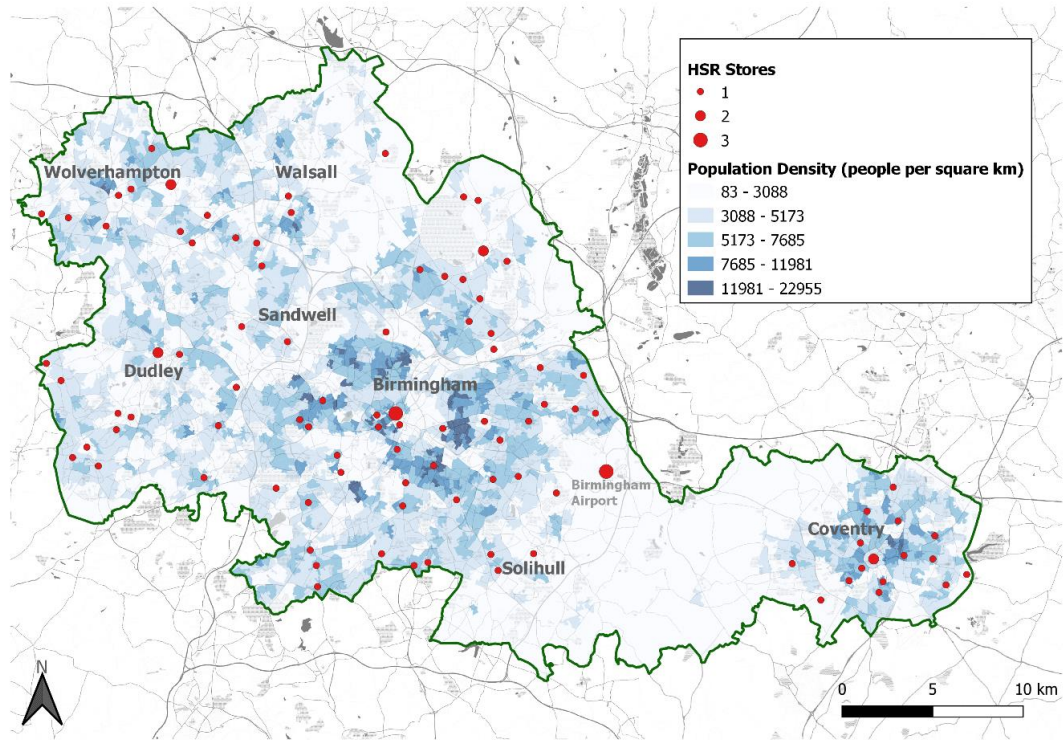 HSR Stores
1
2
3
Population Density (people per square km)
83 - 3088
3088 - 5173
5173 - 7685
7685 - 11981
11981 - 22955
Wolverhampton
Walsall
Sandwell
Dudley
Birmingham
Birmingham
Airport
Coventry
Solihull
N
0 5 10 km